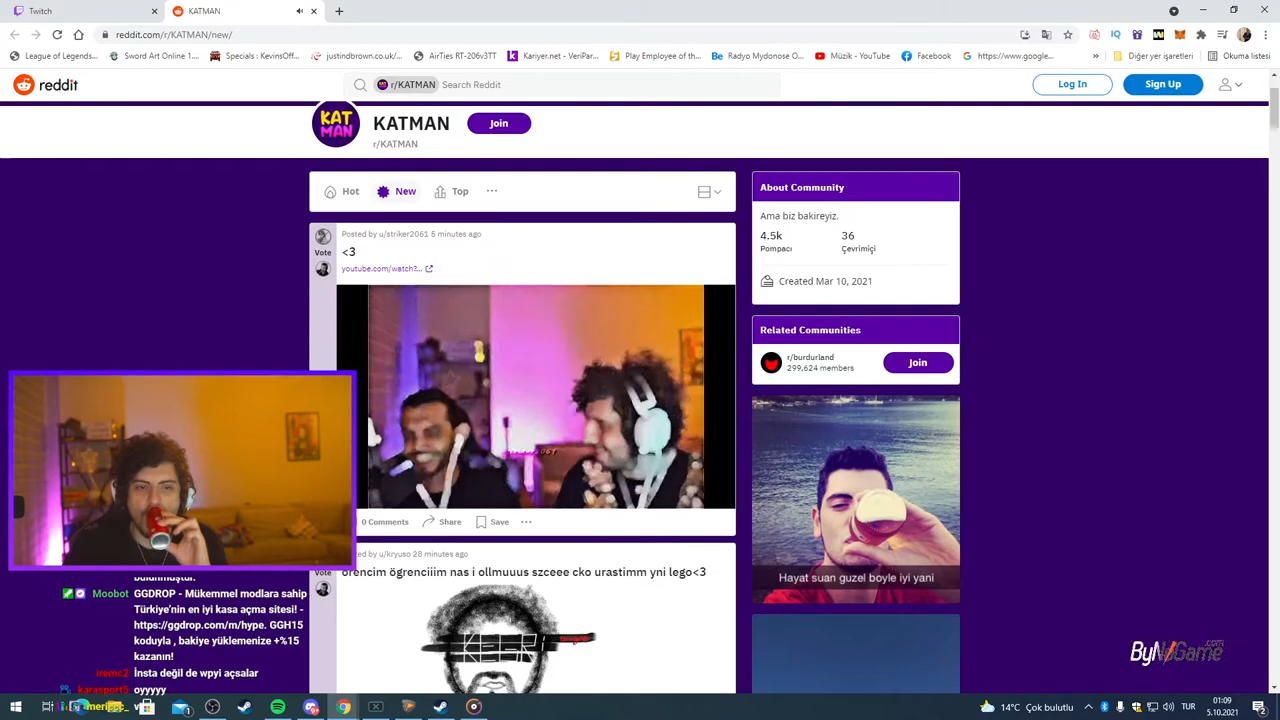 Twitch
KATMAN
reddit.com/r/KATMAN/new/
League of Legends...
Sword Art Online 1....
Specials : KevinsOff...
justindbrown.co.uk/...
AirTies RT-206v3TT
Kariyer.net - VeriPar...
Play Employee of the...
Radyo Mydonose O...
Müzik - YouTube
Facebook
https://www.google...
»
Diğer yer işaretleri
Okuma listesi
reddit
r/KATMAN
Search Reddit
Log In
Sign Up
KAT
MAN
KATMAN
Join
r/KATMAN
Hot
New
Top
Posted by u/striker2061 5 minutes ago
Vote
<3
youtube.com/watch?...
0 Comments
Share
Save
u/kryuso 28 minutes ago
Vote
örencim ögrenciiim nas i ollmuuus szceee cko urastimm yni lego<3
About Community
Ama biz bakireyiz.
4.5k
36
Pompacı
Çevrimiçi
Created Mar 10, 2021
Related Communities
r/burdurland
299,624 members
Join
Hayat suan guzel boyle iyi yani
bulunmuştur.
Moobot
GGDROP - Mükemmel modlara sahip
Türkiye'nin en iyi kasa açma sitesi! -
https://ggdrop.com/m/hype. GGH15
koduyla , bakiye yüklemenize +%15
kazanın!
iremc2
İnsta değil de wpyi açsalar
karasport5
oyyyy
ByNoGame
.com
14°C
Çok bulutlu
TUR
01:09
5.10.2021